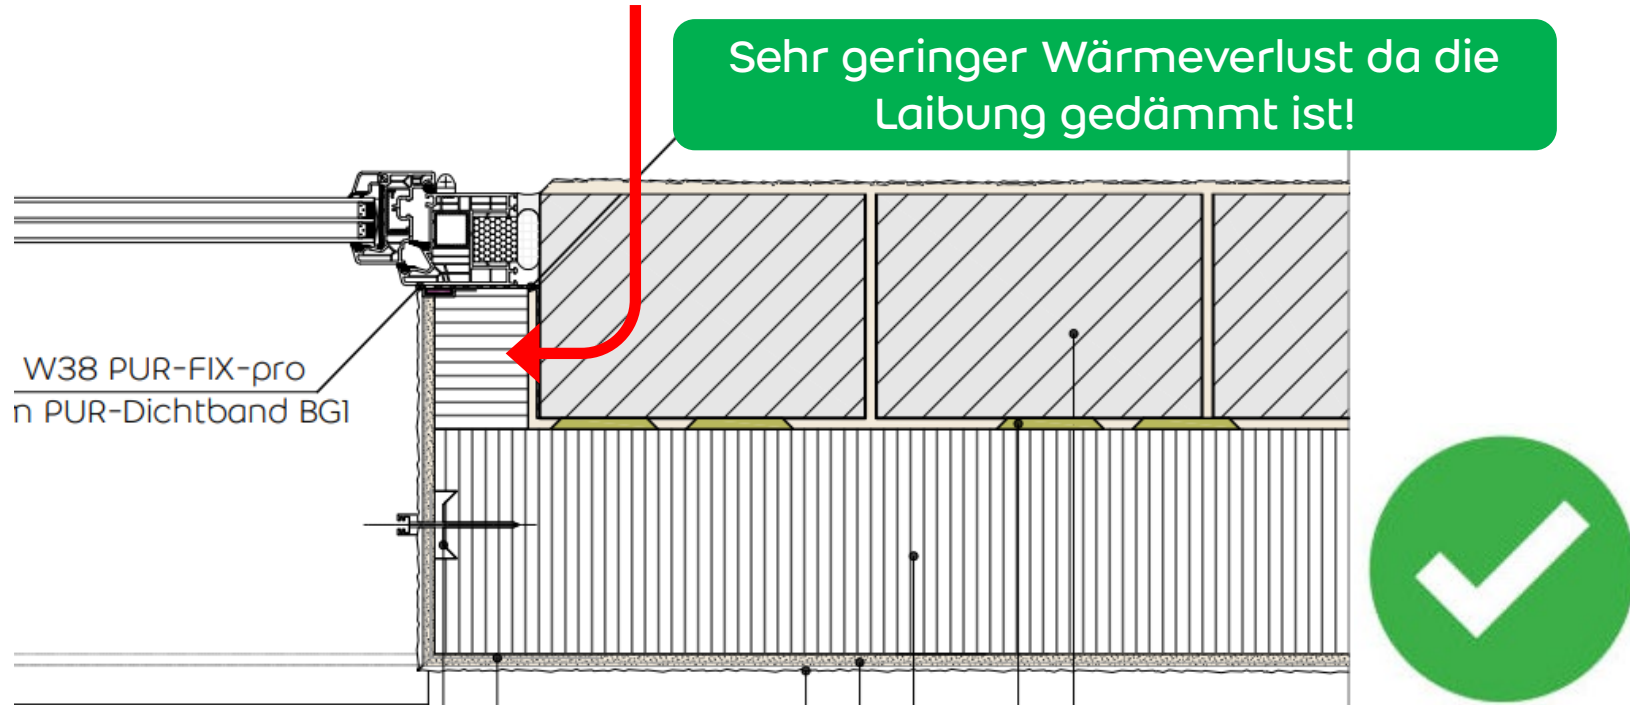 Sehr geringer Wärmeverlust da die
Laibung gedämmt ist!
W38 PUR-FIX-pro
n PUR-Dichtband BG1